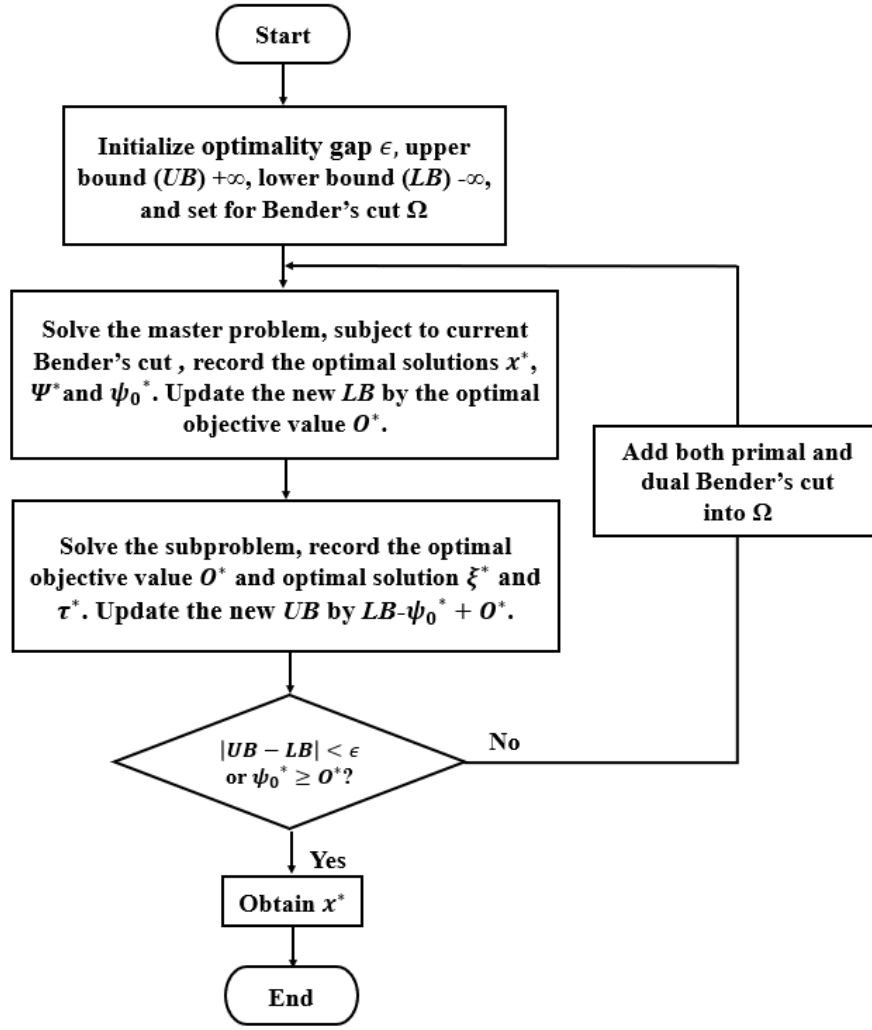 Start
Initialize optimality gap ϵ, upper
bound (UB) +∞, lower bound (LB) -∞,
and set for Bender's cut Ω
Solve the master problem, subject to current
Bender's cut , record the optimal solutions x*,
Ψ* and ψ₀*. Update the new LB by the optimal
objective value O*.
Add both primal and
dual Bender's cut
into Ω
Solve the subproblem, record the optimal
objective value O* and optimal solution ξ* and
τ*. Update the new UB by LB-ψ₀* + O*.
|UB − LB| < ϵ
or ψ₀* ≥ O*?
No
Yes
Obtain x*
End